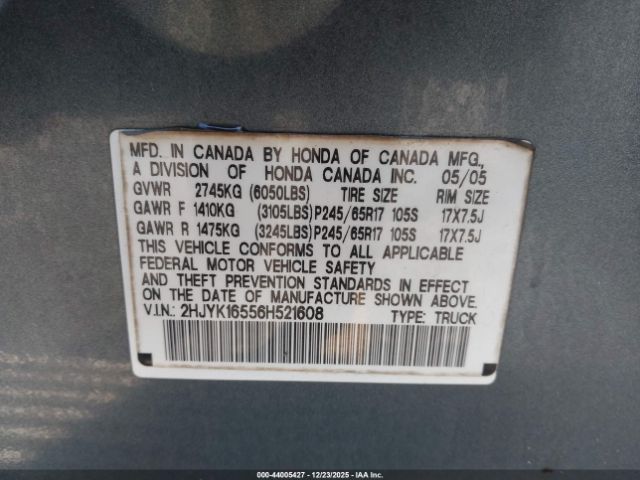 MFD. IN CANADA BY HONDA OF CANADA MFG.,
A DIVISION OF HONDA CANADA INC. 05/05
GVWR 2745KG (6050LBS) TIRE SIZE RIM SIZE
GAWR F 1410KG (3105LBS)P245/65R17 105S 17X7.5J
GAWR R 1475KG (3245LBS)P245/65R17 105S 17X7.5J
THIS VEHICLE CONFORMS TO ALL APPLICABLE
FEDERAL MOTOR VEHICLE SAFETY
AND THEFT PREVENTION STANDARDS IN EFFECT
ON THE DATE OF MANUFACTURE SHOWN ABOVE.
V.I.N.: 2HJYK16556H521608 TYPE: TRUCK
000-44005427 - 12/23/2025 - IAA Inc.